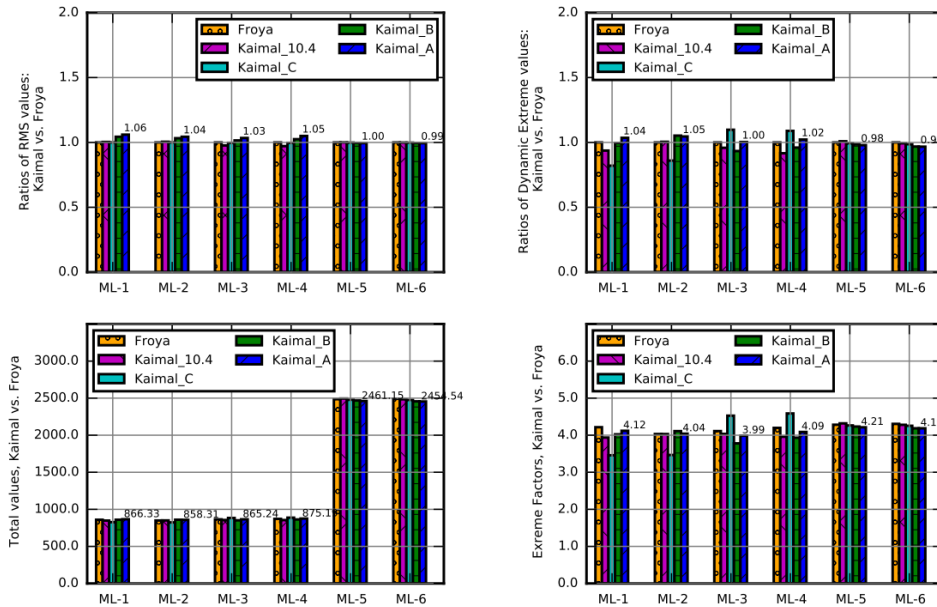 Ratios of RMS values:
Kaimal vs. Froya
2.0
1.5
1.0
0.5
0.0
Froya
Kaimal_10.4
Kaimal_C
Kaimal_B
Kaimal_A
1.06
1.04
1.03
1.05
1.00
0.99
ML-1 ML-2 ML-3 ML-4 ML-5 ML-6
Ratios of Dynamic Extreme values:
Kaimal vs. Froya
2.0
1.5
1.0
0.5
0.0
Froya
Kaimal_10.4
Kaimal_C
Kaimal_B
Kaimal_A
1.04
1.05
1.00
1.02
0.98
0.9
ML-1 ML-2 ML-3 ML-4 ML-5 ML-6
Total values, Kaimal vs. Froya
3000.0
2500.0
2000.0
1500.0
1000.0
500.0
0.0
Froya
Kaimal_10.4
Kaimal_C
Kaimal_B
Kaimal_A
866.33
858.31
865.24
875.19
2461.15
2454.54
ML-1 ML-2 ML-3 ML-4 ML-5 ML-6
Exreme Factors, Kaimal vs. Froya
6.0
5.0
4.0
3.0
2.0
1.0
0.0
Froya
Kaimal_10.4
Kaimal_C
Kaimal_B
Kaimal_A
4.12
4.04
3.99
4.09
4.21
4.1
ML-1 ML-2 ML-3 ML-4 ML-5 ML-6